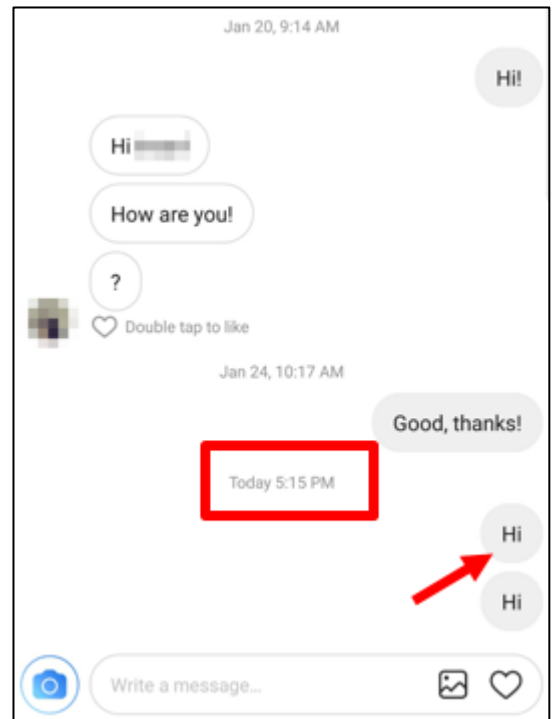 Jan 20, 9:14 AM
Hi!
Hi
How are you!
?
Double tap to like
Jan 24, 10:17 AM
Good, thanks!
Today 5:15 PM
Hi
Hi
Write a message...